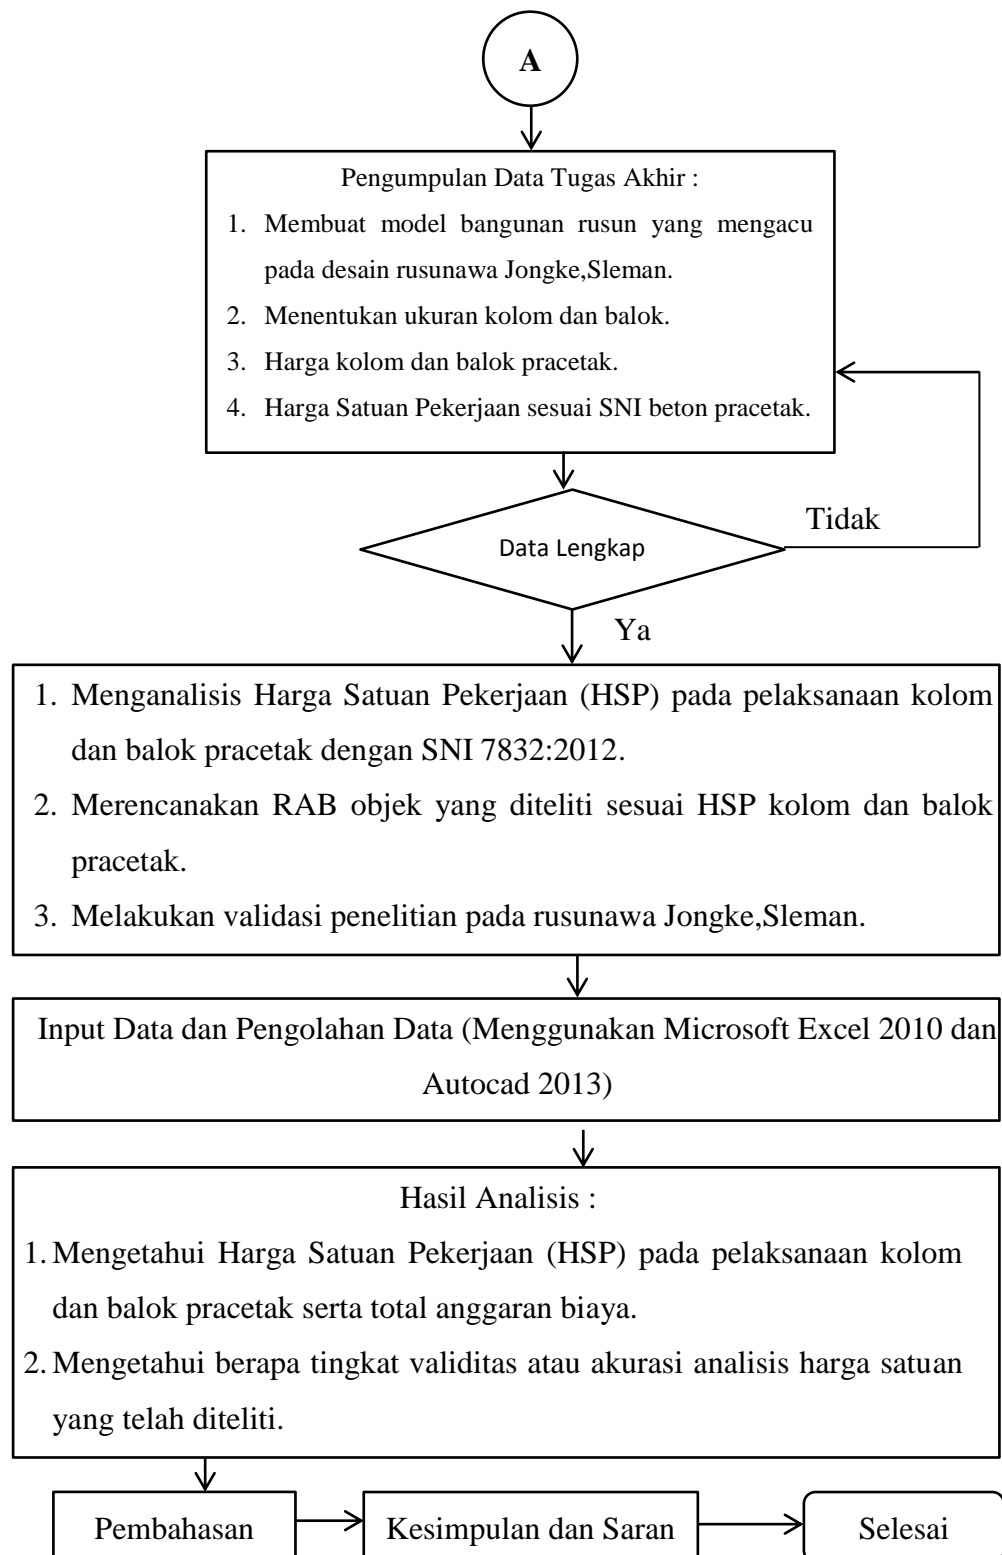 A
Pengumpulan Data Tugas Akhir :
1. Membuat model bangunan rusun yang mengacu
pada desain rusunawa Jongke,Sleman.
2. Menentukan ukuran kolom dan balok.
3. Harga kolom dan balok pracetak.
4. Harga Satuan Pekerjaan sesuai SNI beton pracetak.
Tidak
Data Lengkap
Ya
1. Menganalisis Harga Satuan Pekerjaan (HSP) pada pelaksanaan kolom
dan balok pracetak dengan SNI 7832:2012.
2. Merencanakan RAB objek yang diteliti sesuai HSP kolom dan balok
pracetak.
3. Melakukan validasi penelitian pada rusunawa Jongke,Sleman.
Input Data dan Pengolahan Data (Menggunakan Microsoft Excel 2010 dan
Autocad 2013)
Hasil Analisis :
1. Mengetahui Harga Satuan Pekerjaan (HSP) pada pelaksanaan kolom
dan balok pracetak serta total anggaran biaya.
2. Mengetahui berapa tingkat validitas atau akurasi analisis harga satuan
yang telah diteliti.
Pembahasan
Kesimpulan dan Saran
Selesai